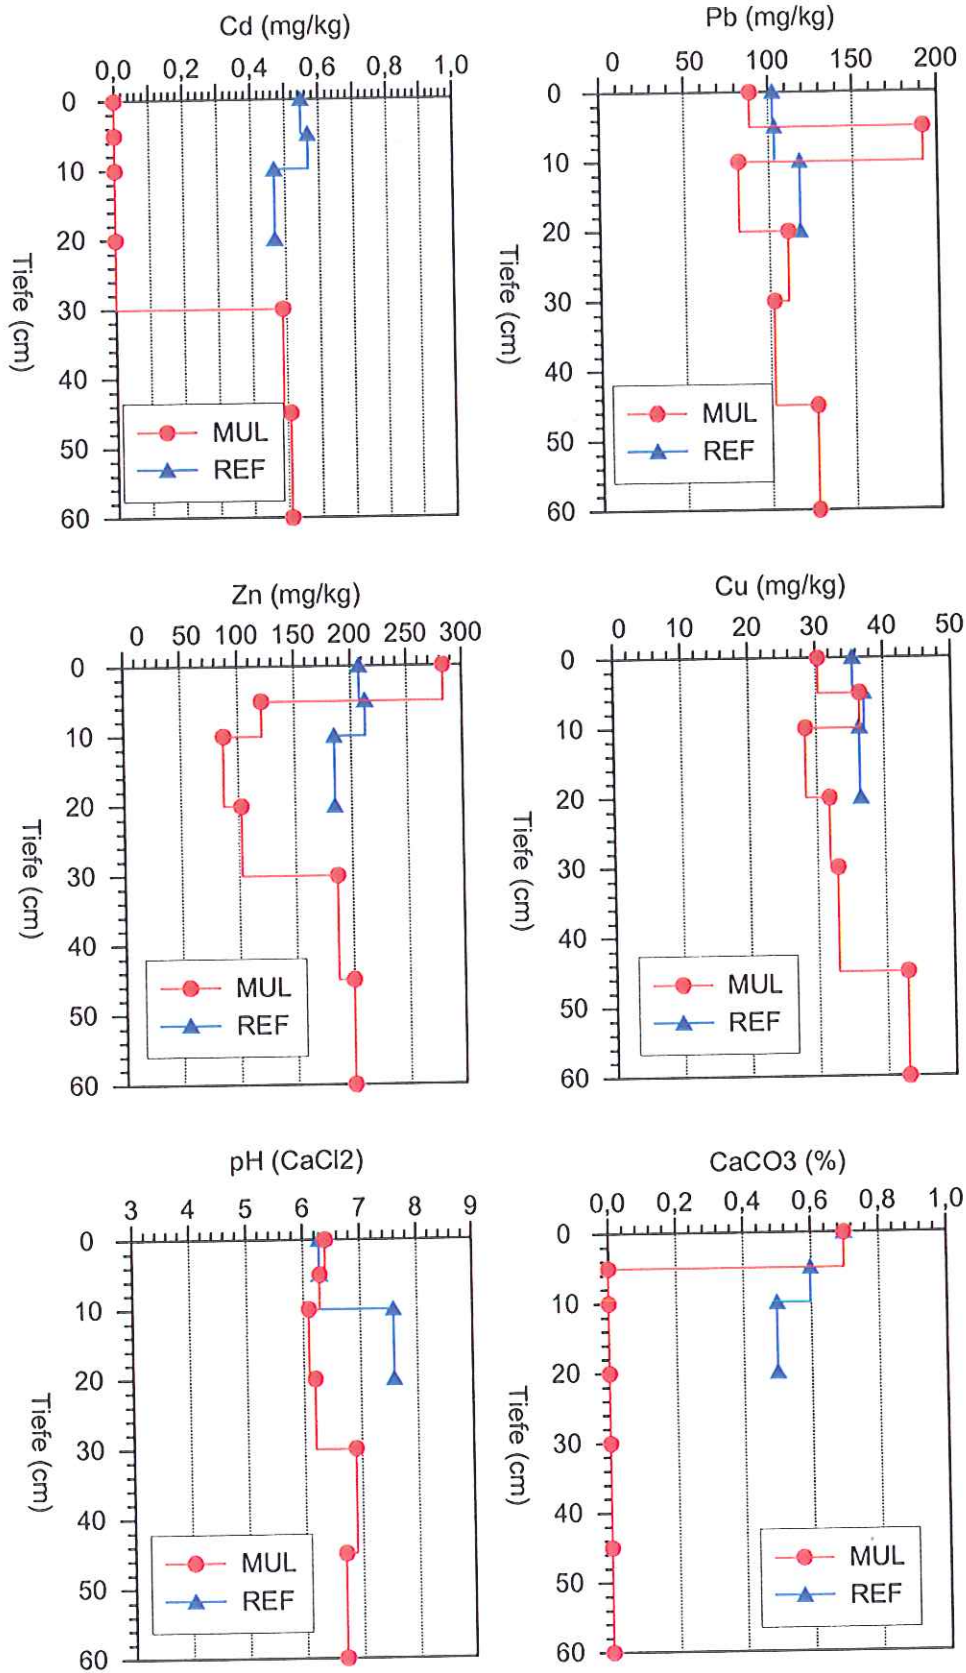 Cd (mg/kg)
0,0 0,2 0,4 0,6 0,8 1,0
0
10
20
30
40
50
60
Tiefe (cm)
MUL
REF
Pb (mg/kg)
0 50 100 150 200
0
10
20
30
40
50
60
Tiefe (cm)
MUL
REF
Zn (mg/kg)
0 50 100 150 200 250 300
0
10
20
30
40
50
60
Tiefe (cm)
MUL
REF
Cu (mg/kg)
0 10 20 30 40 50
0
10
20
30
40
50
60
Tiefe (cm)
MUL
REF
pH (CaCl2)
3 4 5 6 7 8 9
0
10
20
30
40
50
60
Tiefe (cm)
MUL
REF
CaCO3 (%)
0,0 0,2 0,4 0,6 0,8 1,0
0
10
20
30
40
50
60
Tiefe (cm)
MUL
REF